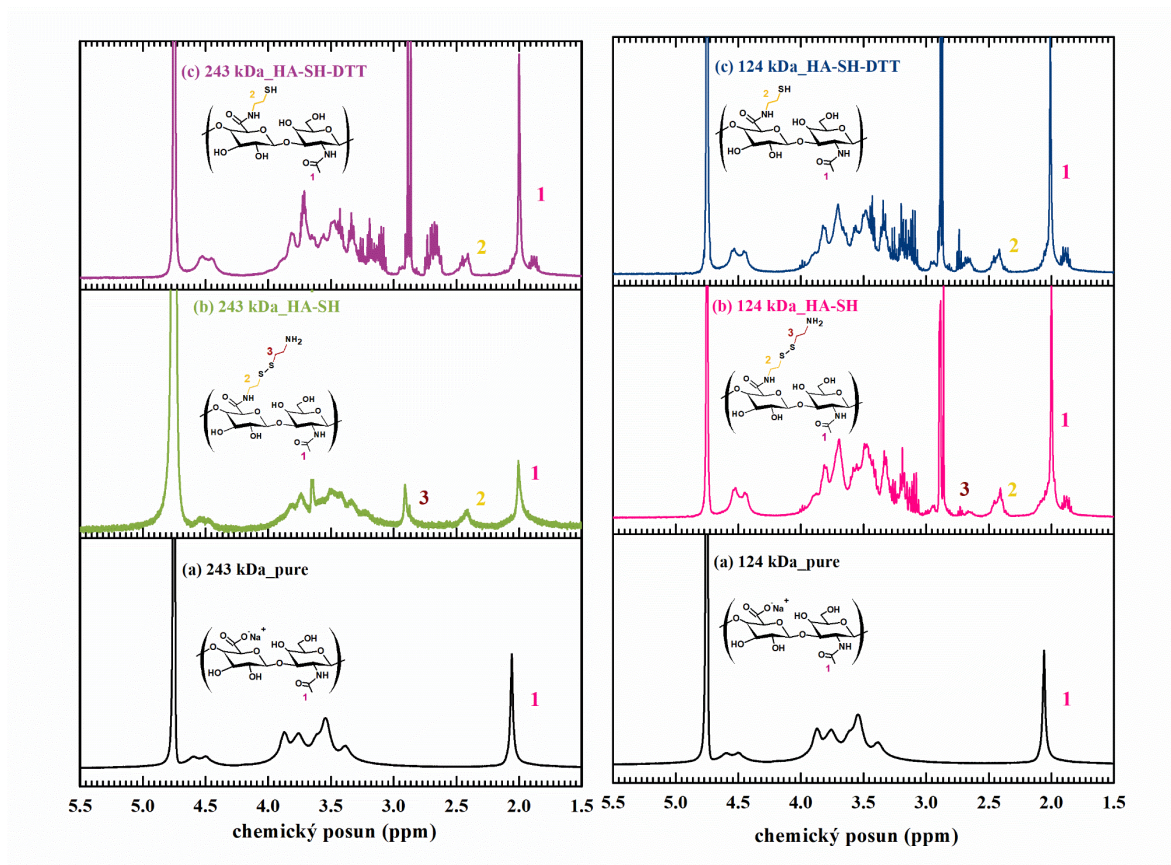 (c) 243 kDa_HA-SH-DTT
2 SH
O NH OH
O O OH O
HO OH O O
NH
O
1
1
2
(b) 243 kDa_HA-SH
NH2
3
S
S
2
O NH OH
O O OH O
HO OH O O
NH
O
1
3
2
1
(a) 243 kDa_pure
O O- Na+ OH
O O OH O
HO OH O O
NH
O
1
1
5.5 5.0 4.5 4.0 3.5 3.0 2.5 2.0 1.5
chemický posun (ppm)
(c) 124 kDa_HA-SH-DTT
2 SH
O NH OH
O O OH O
HO OH O O
NH
O
1
1
2
(b) 124 kDa_HA-SH
NH2
3
S
S
2
O NH OH
O O OH O
HO OH O O
NH
O
1
3
2
1
(a) 124 kDa_pure
O O- Na+ OH
O O OH O
HO OH O O
NH
O
1
1
5.5 5.0 4.5 4.0 3.5 3.0 2.5 2.0 1.5
chemický posun (ppm)